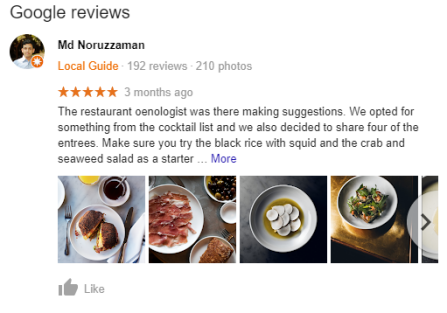 Google reviews
Md Noruzzaman
Local Guide · 192 reviews · 210 photos
3 months ago
The restaurant oenologist was there making suggestions. We opted for
something from the cocktail list and we also decided to share four of the
entrees. Make sure you try the black rice with squid and the crab and
seaweed salad as a starter ... More
Like